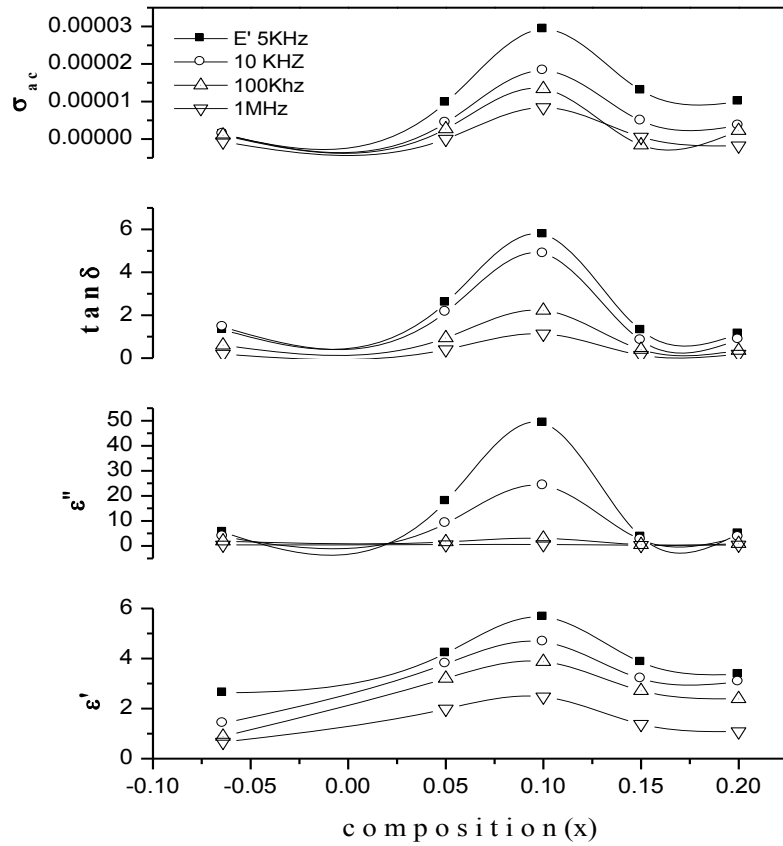 σ ac
0.00003
0.00002
0.00001
0.00000
E' 5KHz
10 KHZ
100Khz
1MHz
tan δ
6
4
2
0
ε''
50
40
30
20
10
0
ε'
6
4
2
0
-0.10 -0.05 0.00 0.05 0.10 0.15 0.20
composition (x)